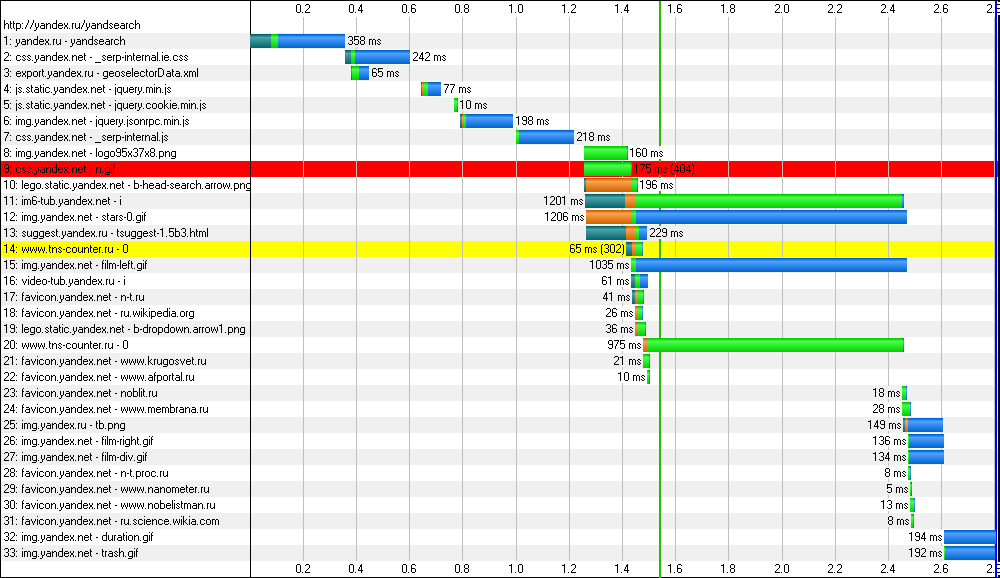 0.2 0.4 0.6 0.8 1.0 1.2 1.4 1.6 1.8 2.0 2.2 2.4 2.6
http://yandex.ru/yandsearch
1: yandex.ru - yandsearch 358 ms
2: css.yandex.net - _serp-internal.ie.css 242 ms
3: export.yandex.ru - geoselectorData.xml 65 ms
4: js.static.yandex.net - jquery.min.js 77 ms
5: js.static.yandex.net - jquery.cookie.min.js 10 ms
6: img.yandex.net - jquery.jsonrpc.min.js 198 ms
7: css.yandex.net - _serp-internal.js 218 ms
8: img.yandex.net - logo95x37x8.png 160 ms
9: css.yandex.net - n.gif 175 ms (404)
10: lego.static.yandex.net - b-head-search.arrow.png 196 ms
11: im6-tub.yandex.net - i 1201 ms
12: img.yandex.net - stars-0.gif 1206 ms
13: suggest.yandex.ru - tsuggest-1.5b3.html 229 ms
14: www.tns-counter.ru - 0 65 ms (302)
15: img.yandex.net - film-left.gif 1035 ms
16: video-tub.yandex.ru - i 61 ms
17: favicon.yandex.net - n-t.ru 41 ms
18: favicon.yandex.net - ru.wikipedia.org 26 ms
19: lego.static.yandex.net - b-dropdown.arrow1.png 36 ms
20: www.tns-counter.ru - 0 975 ms
21: favicon.yandex.net - www.krugosvet.ru 21 ms
22: favicon.yandex.net - www.afportal.ru 10 ms
23: favicon.yandex.net - noblit.ru 18 ms
24: favicon.yandex.net - www.membrana.ru 28 ms
25: img.yandex.ru - tb.png 149 ms
26: img.yandex.net - film-right.gif 136 ms
27: img.yandex.net - film-div.gif 134 ms
28: favicon.yandex.net - n-t.proc.ru 8 ms
29: favicon.yandex.net - www.nanometer.ru 5 ms
30: favicon.yandex.net - www.nobelistman.ru 13 ms
31: favicon.yandex.net - ru.science.wikia.com 8 ms
32: img.yandex.net - duration.gif 194 ms
33: img.yandex.net - trash.gif 192 ms
0.2 0.4 0.6 0.8 1.0 1.2 1.4 1.6 1.8 2.0 2.2 2.4 2.6